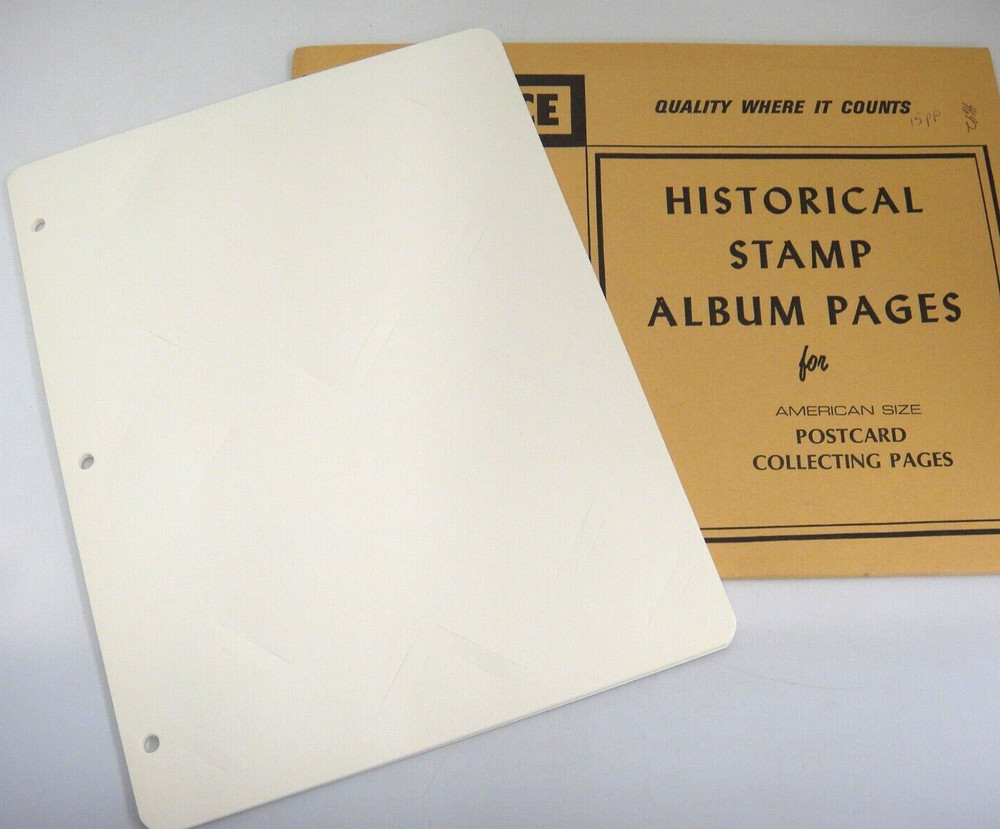 CE
QUALITY WHERE IT COUNTS
15 PP
HISTORICAL
STAMP
ALBUM PAGES
for
AMERICAN SIZE
POSTCARD
COLLECTING PAGES